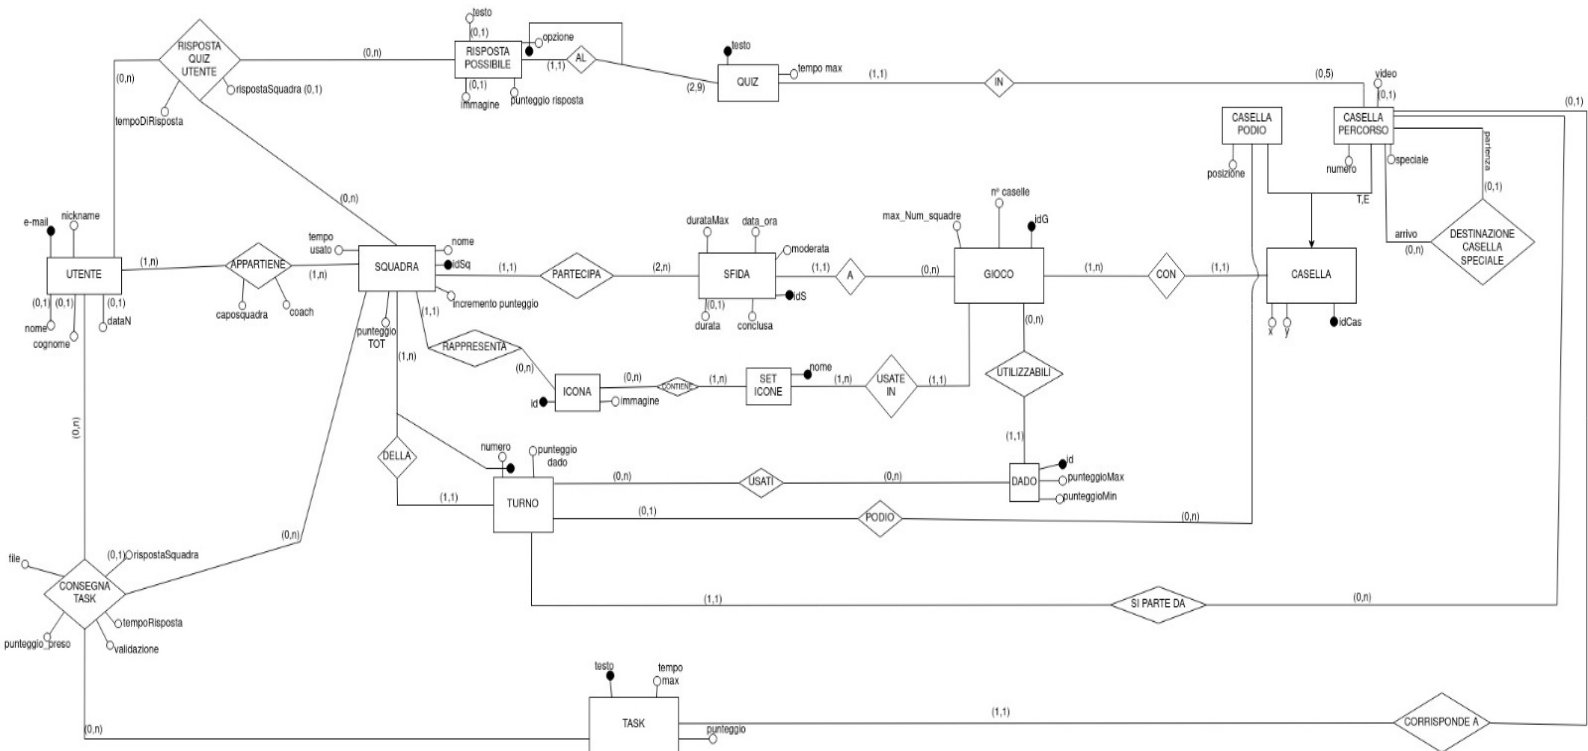 testo
(0,1)
opzione
RISPOSTA
QUIZ
UTENTE
(0,n)
(0,n)
RISPOSTA
POSSIBILE
(1,1)
AL
(0,1)
immagine
punteggio risposta
rispostaSquadra (0,1)
tempoDiRisposta
testo
QUIZ
tempo max
(2,9)
(1,1)
IN
(0,5)
video
(0,1)
(0,1)
CASELLA
PODIO
posizione
CASELLA
PERCORSO
numero
speciale
partenza
(0,1)
T,E
arrivo
(0,n)
DESTINAZIONE
CASELLA
SPECIALE
(0,n)
e-mail
nickname
UTENTE
(0,1)
(0,1)
(0,1)
nome
cognome
dataN
(1,n)
APPARTIENE
(1,n)
caposquadra
coach
tempo
usato
nome
SQUADRA
idSq
incremento punteggio
punteggio
TOT
(1,1)
(1,n)
(1,1)
PARTECIPA
(2,n)
durataMax
data_ora
moderata
SFIDA
idS
(0,1)
durata
conclusa
(1,1)
A
(0,n)
max_Num_squadre
n° caselle
idG
GIOCO
(1,n)
CON
(1,1)
CASELLA
x
y
idCas
RAPPRESENTA
(0,n)
ICONA
id
immagine
(0,n)
CONTIENE
(1,n)
SET
ICONE
nome
(1,n)
USATE
IN
(1,1)
(0,n)
UTILIZZABILI
(1,1)
DELLA
(1,1)
numero
punteggio
dado
TURNO
(0,n)
USATI
(0,n)
DADO
id
punteggioMax
punteggioMin
(0,1)
PODIO
(0,n)
(0,n)
(0,n)
file
(0,1)
rispostaSquadra
CONSEGNA
TASK
tempoRisposta
punteggio_preso
validazione
(1,1)
SI PARTE DA
(0,n)
testo
tempo
max
TASK
punteggio
(0,n)
(1,1)
CORRISPONDE A